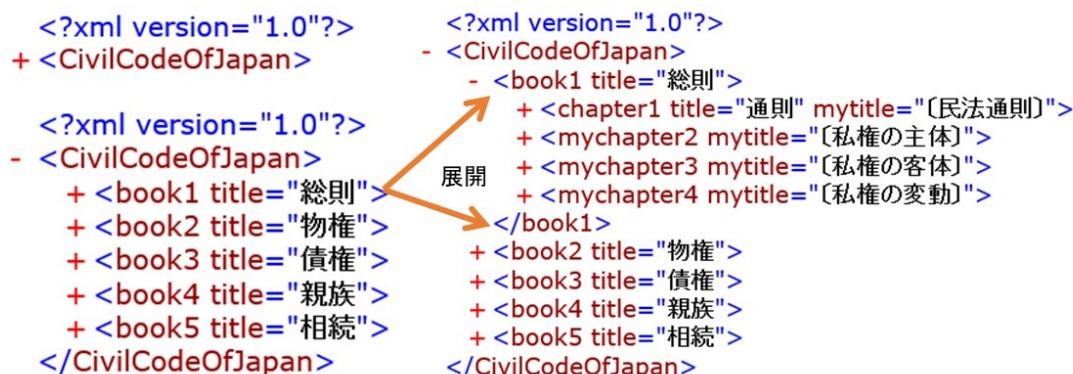 <?xml version="1.0"?>
+ <CivilCodeOfJapan>
<?xml version="1.0"?>
- <CivilCodeOfJapan>
+ <book1 title="総則">
+ <book2 title="物権">
+ <book3 title="債権">
+ <book4 title="親族">
+ <book5 title="相続">
</CivilCodeOfJapan>
展開
<?xml version="1.0"?>
- <CivilCodeOfJapan>
- <book1 title="総則">
+ <chapter1 title="通則" mytitle="〔民法通則〕">
+ <mychapter2 mytitle="〔私権の主体〕">
+ <mychapter3 mytitle="〔私権の客体〕">
+ <mychapter4 mytitle="〔私権の変動〕">
</book1>
+ <book2 title="物権">
+ <book3 title="債権">
+ <book4 title="親族">
+ <book5 title="相続">
</CivilCodeOfJapan>